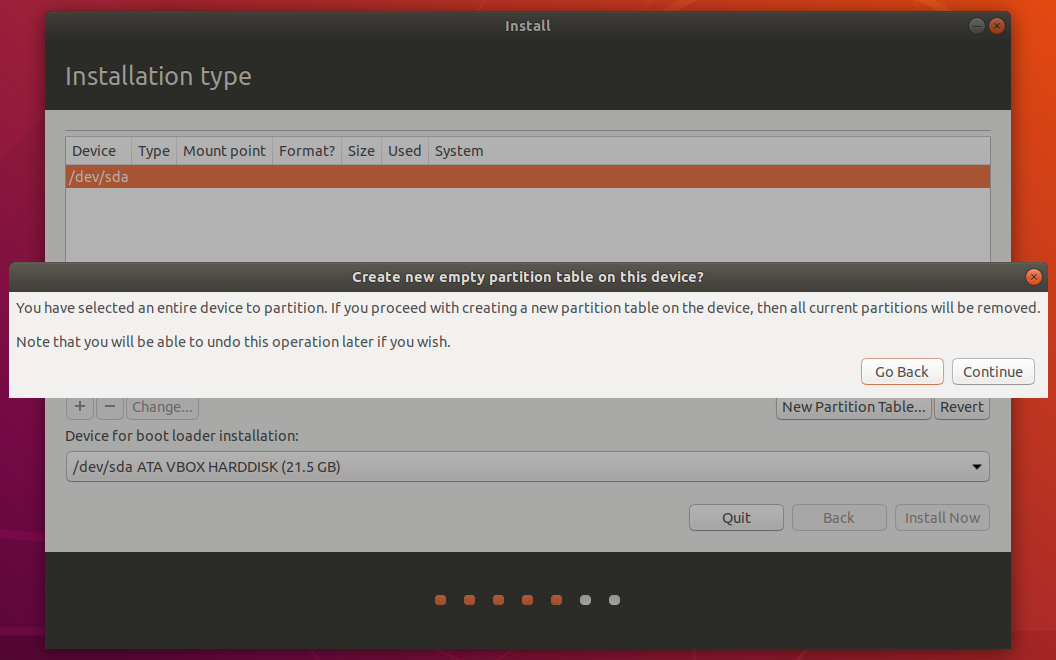 Install
Installation type
Device Type Mount point Format? Size Used System
/dev/sda
Create new empty partition table on this device?
You have selected an entire device to partition. If you proceed with creating a new partition table on the device, then all current partitions will be removed.
Note that you will be able to undo this operation later if you wish.
Go Back Continue
+ − Change... New Partition Table... Revert
Device for boot loader installation:
/dev/sda ATA VBOX HARDDISK (21.5 GB)
Quit Back Install Now